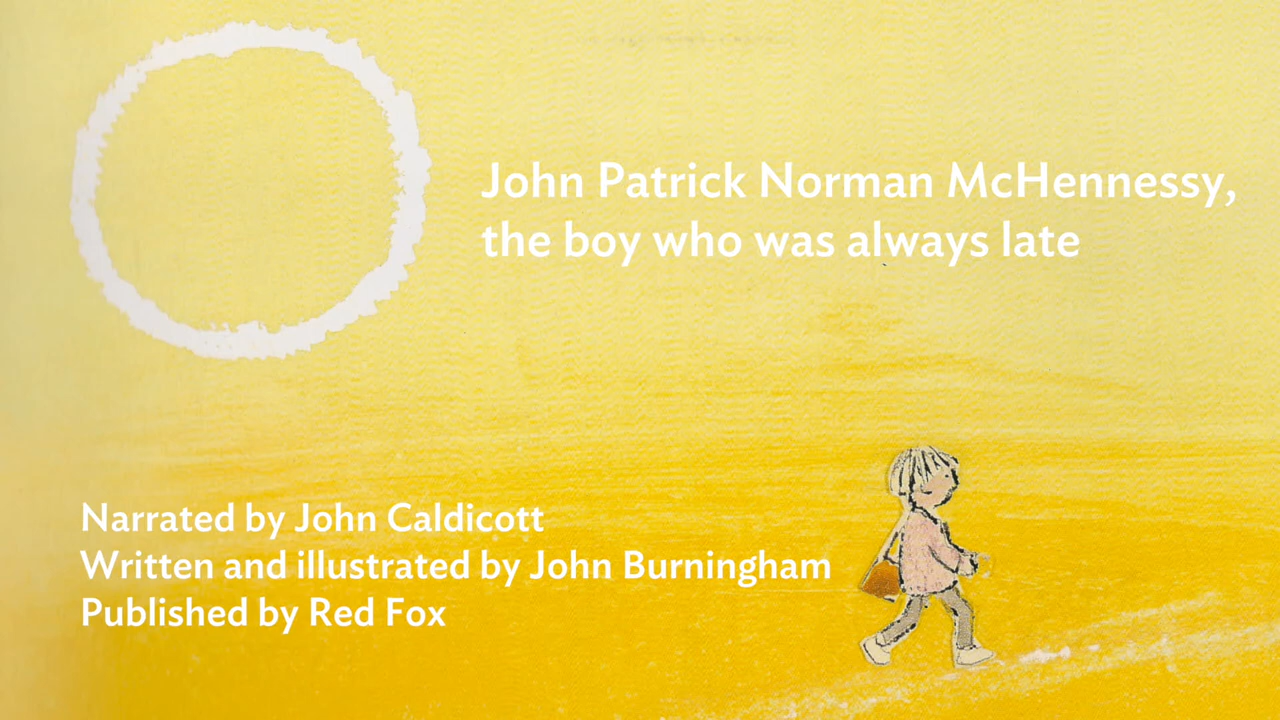 John Patrick Norman McHennessy,
the boy who was always late
Narrated by John Caldicott
Written and illustrated by John Burningham
Published by Red Fox